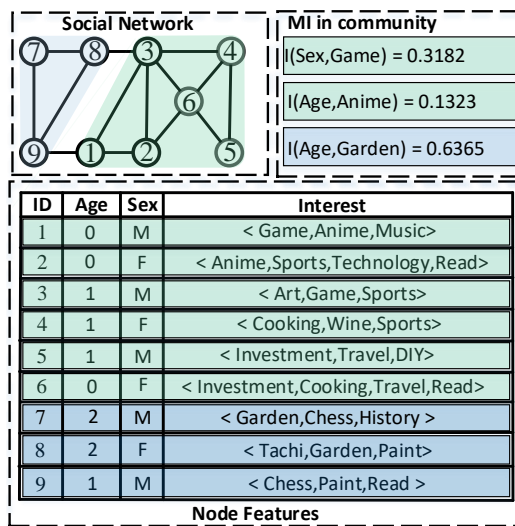 Social Network
7 8 3 4
6
9 1 2 5
MI in community
I(Sex,Game) = 0.3182
I(Age,Anime) = 0.1323
I(Age,Garden) = 0.6365
ID Age Sex Interest
1 0 M < Game,Anime,Music>
2 0 F < Anime,Sports,Technology,Read>
3 1 M < Art,Game,Sports>
4 1 F < Cooking,Wine,Sports>
5 1 M < Investment,Travel,DIY>
6 0 F < Investment,Cooking,Travel,Read>
7 2 M < Garden,Chess,History >
8 2 F < Tachi,Garden,Paint>
9 1 M < Chess,Paint,Read >
Node Features